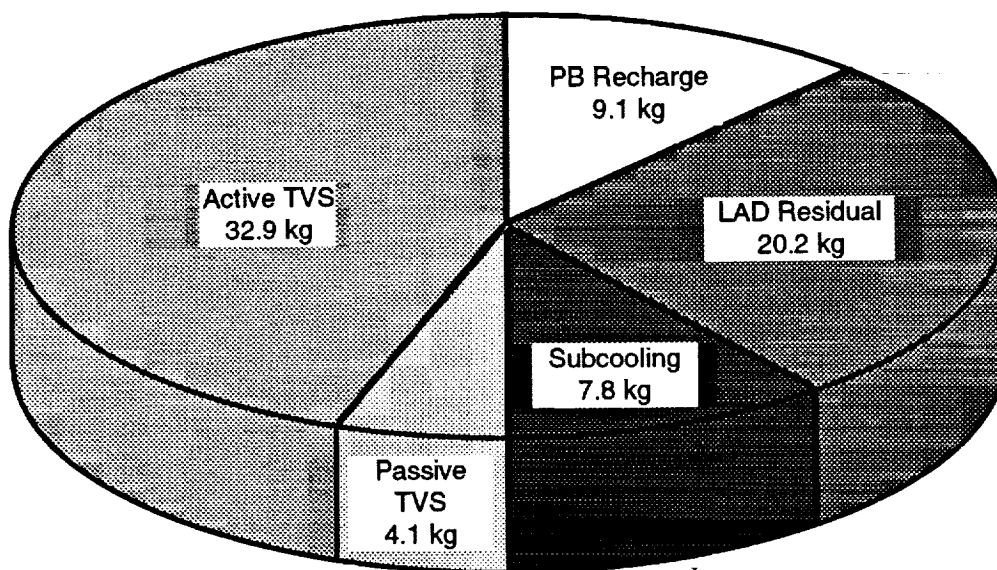 PB Recharge
9.1 kg
Active TVS
32.9 kg
LAD Residual
20.2 kg
Subcooling
7.8 kg
Passive
TVS
4.1 kg